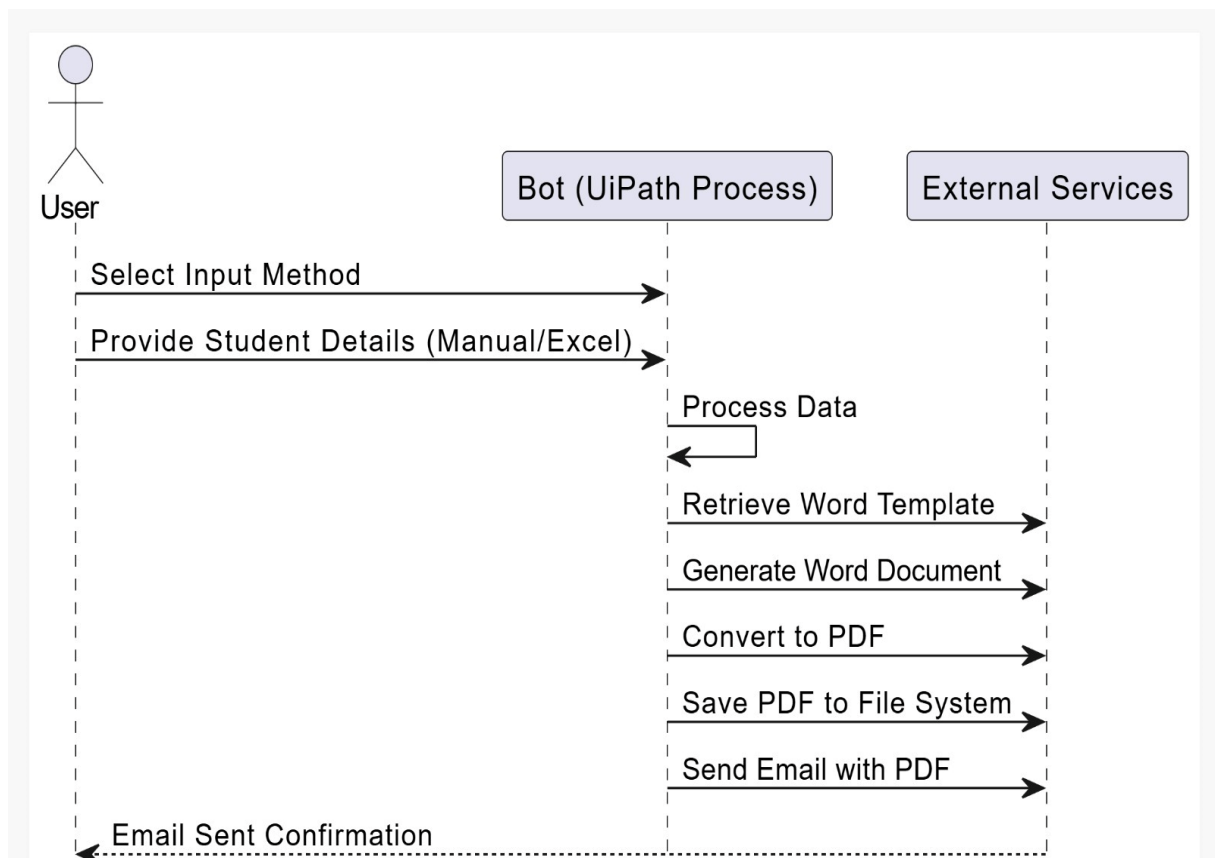 User
Bot (UiPath Process)
External Services
Select Input Method
Provide Student Details (Manual/Excel)
Process Data
Retrieve Word Template
Generate Word Document
Convert to PDF
Save PDF to File System
Send Email with PDF
Email Sent Confirmation